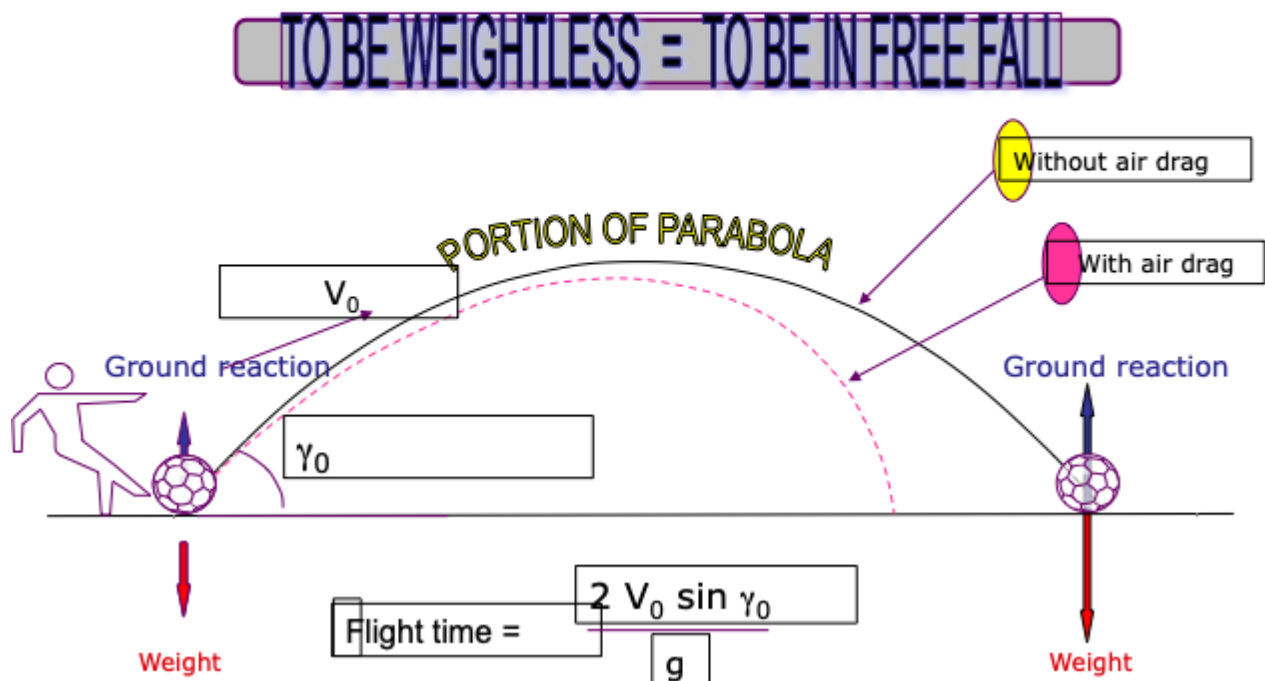 TO BE WEIGHTLESS = TO BE IN FREE FALL
Without air drag
PORTION OF PARABOLA
With air drag
V₀
Ground reaction
Ground reaction
γ₀
2 V₀ sin γ₀
Flight time =
g
Weight
Weight